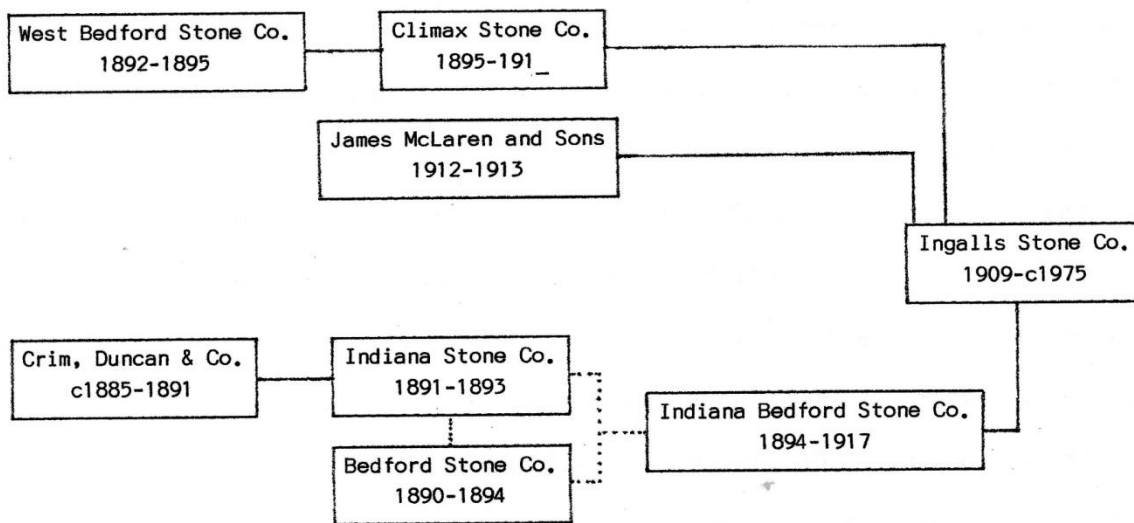 West Bedford Stone Co.
1892-1895
Climax Stone Co.
1895-191_
James McLaren and Sons
1912-1913
Ingalls Stone Co.
1909-c1975
Crim, Duncan & Co.
c1885-1891
Indiana Stone Co.
1891-1893
Indiana Bedford Stone Co.
1894-1917
Bedford Stone Co.
1890-1894